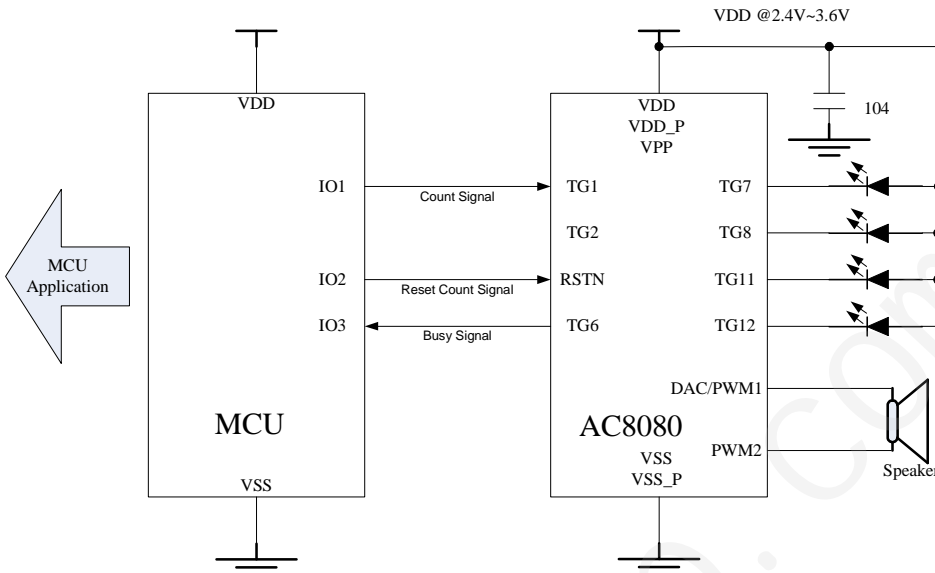 VDD @2.4V~3.6V
VDD
VDD
VDD_P
VPP
104
IO1
Count Signal
TG1
TG7
TG2
TG8
MCU
Application
IO2
Reset Count Signal
RSTN
TG11
IO3
Busy Signal
TG6
TG12
DAC/PWM1
MCU
AC8080
PWM2
VSS
VSS
VSS_P
Speaker